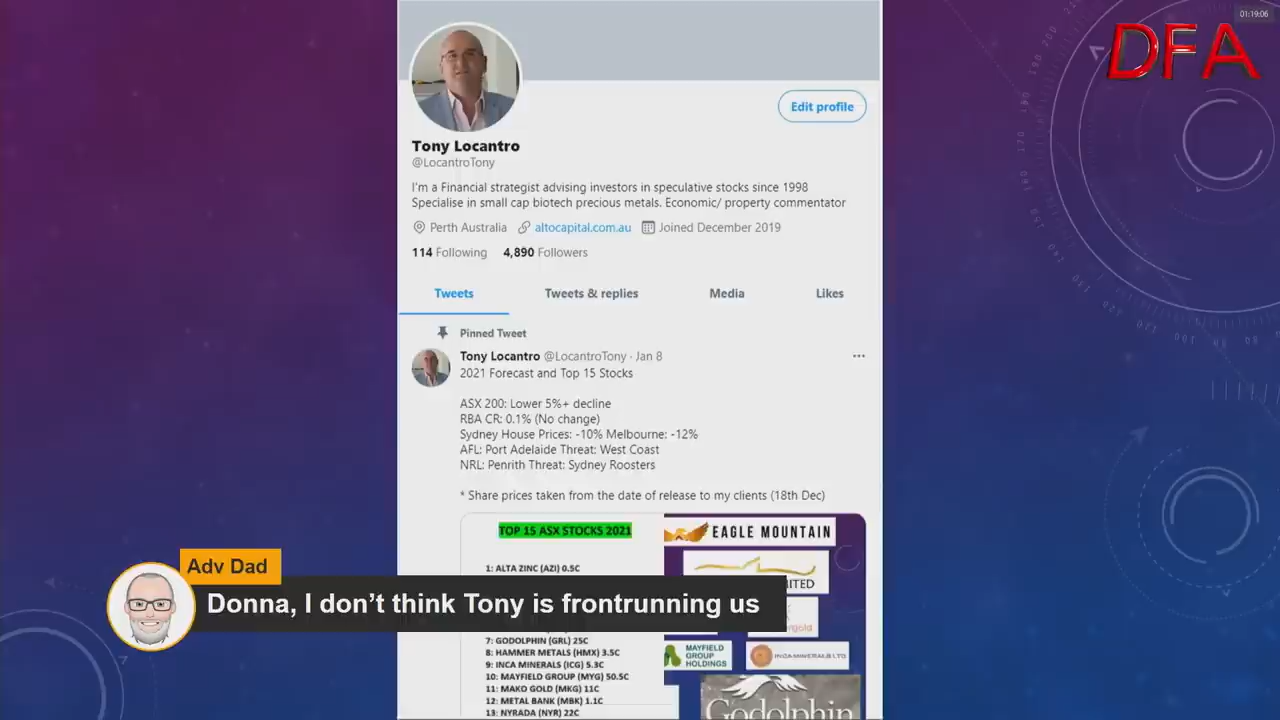 01:19:06
DFA
Edit profile
Tony Locantro
@LocantroTony
I'm a Financial strategist advising investors in speculative stocks since 1998
Specialise in small cap biotech precious metals. Economic/ property commentator
Perth Australia altocapital.com.au Joined December 2019
114 Following 4,890 Followers
Tweets Tweets & replies Media Likes
Pinned Tweet
Tony Locantro @LocantroTony · Jan 8 ...
2021 Forecast and Top 15 Stocks
ASX 200: Lower 5%+ decline
RBA CR: 0.1% (No change)
Sydney House Prices: -10% Melbourne: -12%
AFL: Port Adelaide Threat: West Coast
NRL: Penrith Threat: Sydney Roosters
* Share prices taken from the date of release to my clients (18th Dec)
TOP 15 ASX STOCKS 2021
EAGLE MOUNTAIN
1: ALTA ZINC (AZI) 0.5C
Adv Dad
Donna, I don't think Tony is frontrunning us
7: GODOLPHIN (GRL) 25C
8: HAMMER METALS (HMX) 3.5C
9: INCA MINERALS (ICG) 5.3C
10: MAYFIELD GROUP (MYG) 50.5C
11: MAKO GOLD (MKG) 11C
12: METAL BANK (MBK) 1.1C
13: NYRADA (NYR) 22C
MAYFIELD
GROUP
HOLDINGS
INCA MINERALS LTD
Godolphin